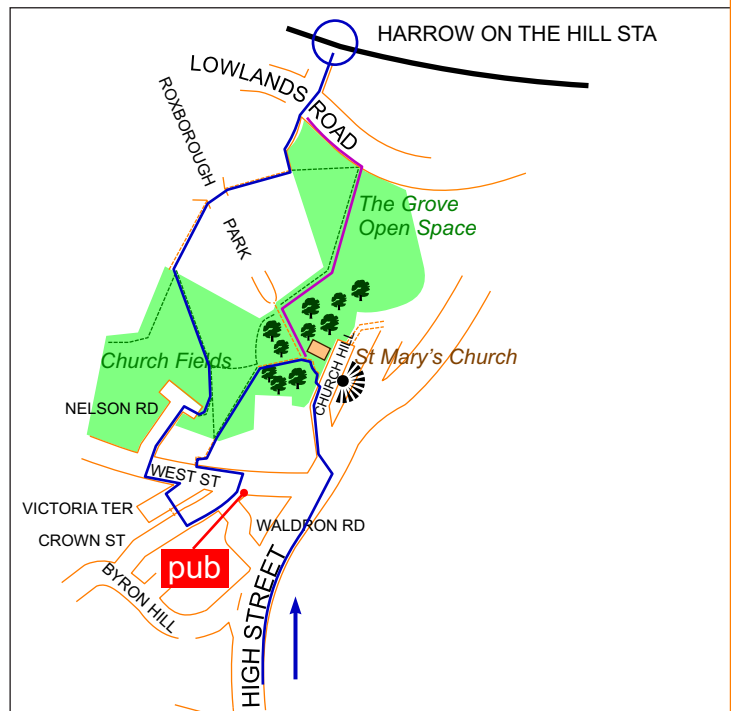 HARROW ON THE HILL STA
LOWLANDS ROAD
ROXBOROUGH
PARK
The Grove
Open Space
Church Fields
St Mary's Church
CHURCH HILL
NELSON RD
WEST ST
VICTORIA TER
WALDRON RD
CROWN ST
pub
BYRON HILL
HIGH STREET